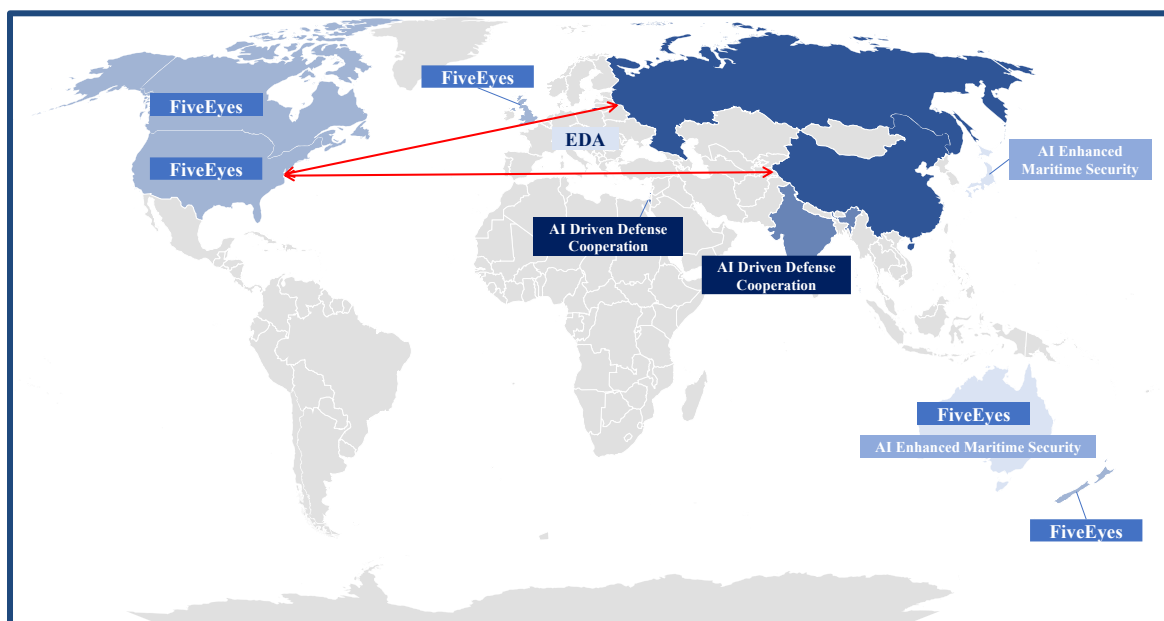 FiveEyes
FiveEyes
FiveEyes
EDA
AI Enhanced
Maritime Security
AI Driven Defense
Cooperation
AI Driven Defense
Cooperation
FiveEyes
AI Enhanced Maritime Security
FiveEyes